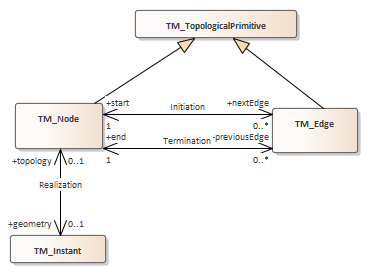 TM_TopologicalPrimitive
+start
Initiation
+nextEdge
TM_Node
1
0..*
TM_Edge
+end
Termination
-previousEdge
1
0..*
+topology
0..1
Realization
+geometry
0..1
TM_Instant